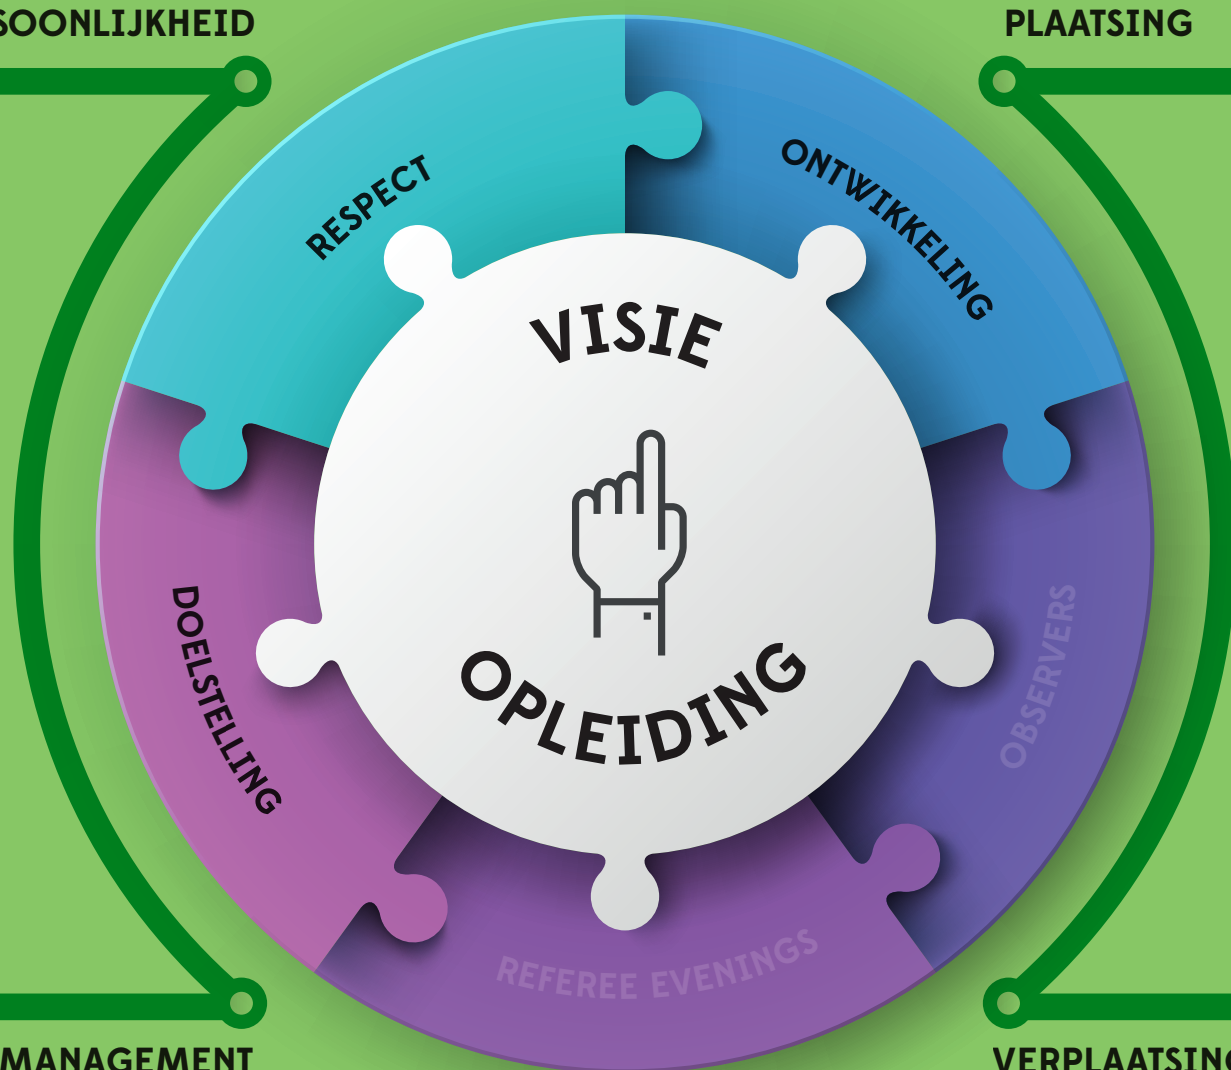 SOONLIJKHEID
PLAATSING
RESPECT
ONTWIKKELING
VISIE
OPLEIDING
DOELSTELLING
OBSERVERS
REFEREE EVENINGS
MANAGEMENT
VERPLAATSING